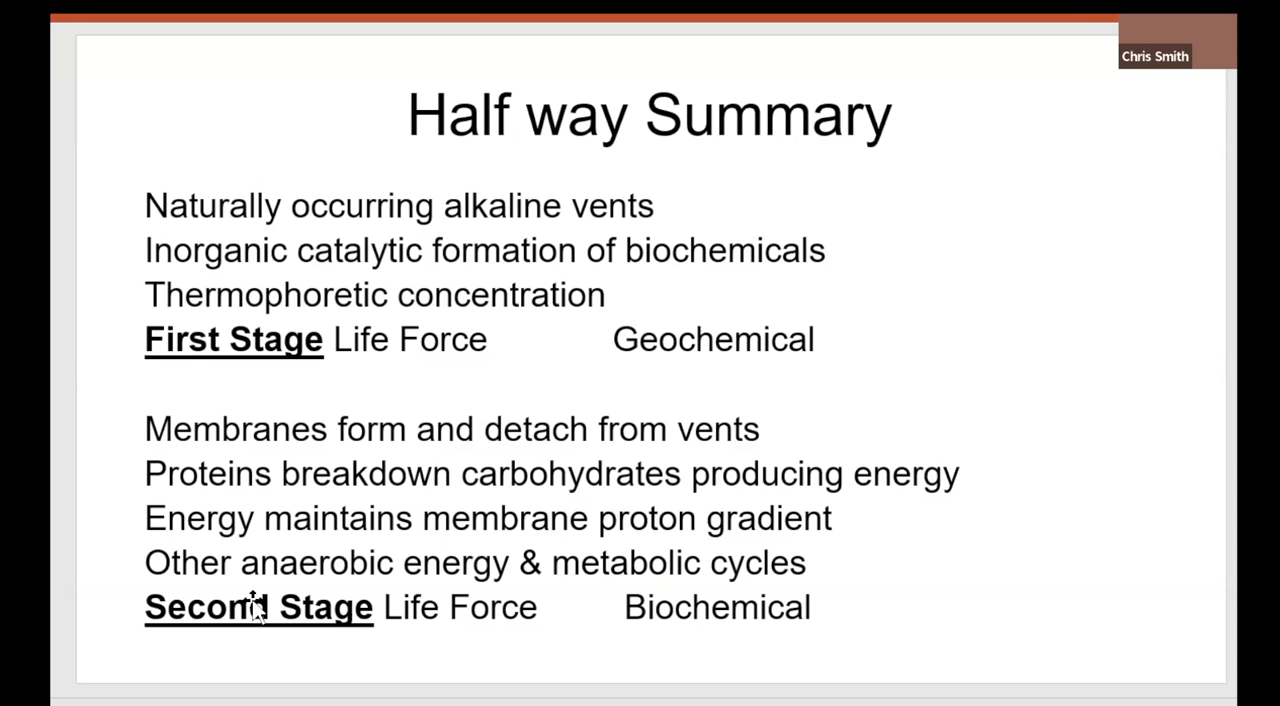 Chris Smith
Half way Summary
Naturally occurring alkaline vents
Inorganic catalytic formation of biochemicals
Thermophoretic concentration
First Stage Life Force Geochemical
Membranes form and detach from vents
Proteins breakdown carbohydrates producing energy
Energy maintains membrane proton gradient
Other anaerobic energy & metabolic cycles
Second Stage Life Force Biochemical